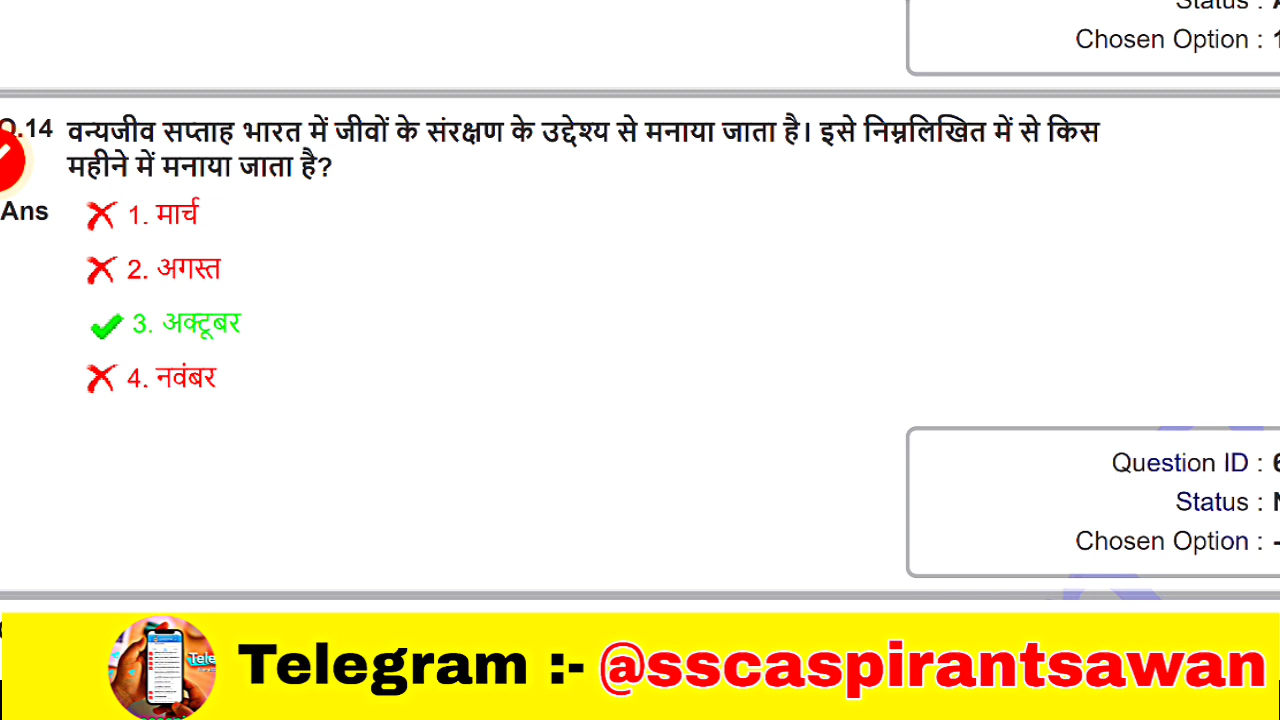 Status :
Chosen Option : 1
Q.14 वन्यजीव सप्ताह भारत में जीवों के संरक्षण के उद्देश्य से मनाया जाता है। इसे निम्नलिखित में से किस
महीने में मनाया जाता है?
Ans
1. मार्च
2. अगस्त
3. अक्टूबर
4. नवंबर
Question ID : 6
Status : N
Chosen Option : -
Telegram :- @sscaspirantsawan